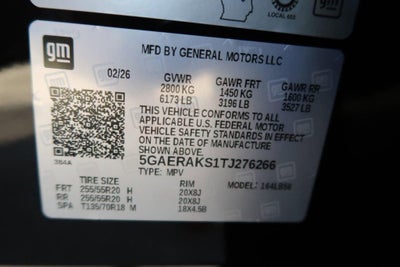 LOCAL 602
gm
MFD BY GENERAL MOTORS LLC
02/26 GVWR GAWR FRT GAWR RR
2800 KG 1450 KG 1600 KG
6173 LB 3196 LB 3527 LB
THIS VEHICLE CONFORMS TO ALL
APPLICABLE U.S. FEDERAL MOTOR
VEHICLE SAFETY STANDARDS IN EFFECT
ON THE DATE OF MANUFACTURE SHOWN ABOVE.
384A 5GAERAKS1TJ276266
TYPE: MPV
TIRE SIZE RIM MODEL: 164LB56
FRT 255/55R20 H 20X8J
RR 255/55R20 H 20X8J
SPA T135/70R18 M 18X4.5B